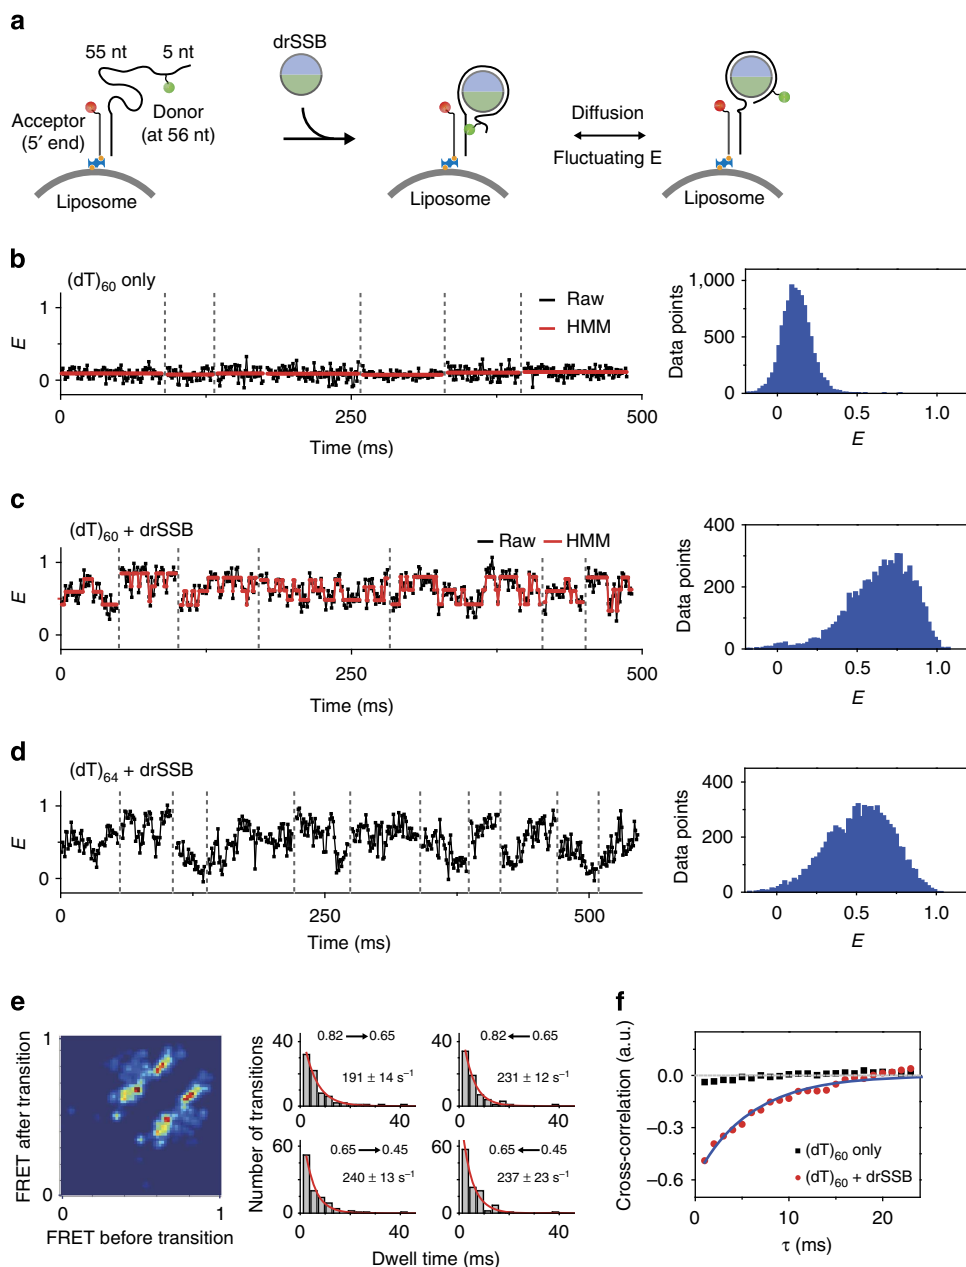 a
55 nt 5 nt
drSSB
Acceptor
(5′ end)
Donor
(at 56 nt)
Diffusion
Fluctuating E
Liposome
Liposome
Liposome
b
(dT)60 only
Raw
HMM
E
1
0
0 250 500
Time (ms)
Data points
1,000
500
0
0 0.5 1.0
E
c
(dT)60 + drSSB
Raw HMM
E
1
0
0 250 500
Time (ms)
Data points
400
200
0
0 0.5 1.0
E
d
(dT)64 + drSSB
E
1
0
0 250 500
Time (ms)
Data points
400
200
0
0 0.5 1.0
E
e
FRET after transition
1
0
0 1
FRET before transition
Number of transitions
40
0
60
0
0.82 0.65
191 ± 14 s−1
0.82 0.65
231 ± 12 s−1
0.65 0.45
240 ± 13 s−1
0.65 0.45
237 ± 23 s−1
0 40 0 40
Dwell time (ms)
f
Cross-correlation (a.u.)
0.0
−0.3
−0.6
(dT)60 only
(dT)60 + drSSB
0 10 20
τ (ms)